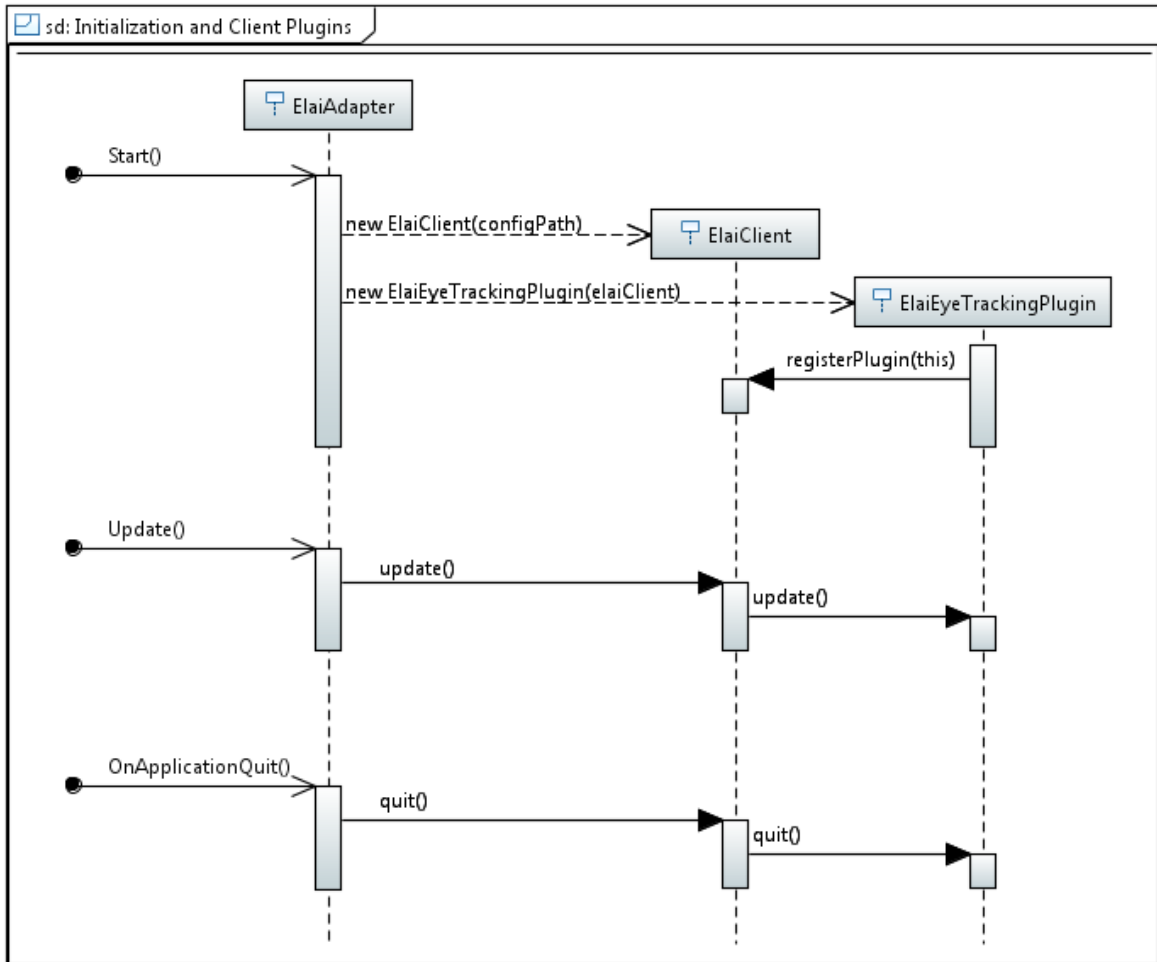 sd: Initialization and Client Plugins
ElaiAdapter
Start()
new ElaiClient(configPath)
ElaiClient
new ElaiEyeTrackingPlugin(elaiClient)
ElaiEyeTrackingPlugin
registerPlugin(this)
Update()
update()
update()
OnApplicationQuit()
quit()
quit()